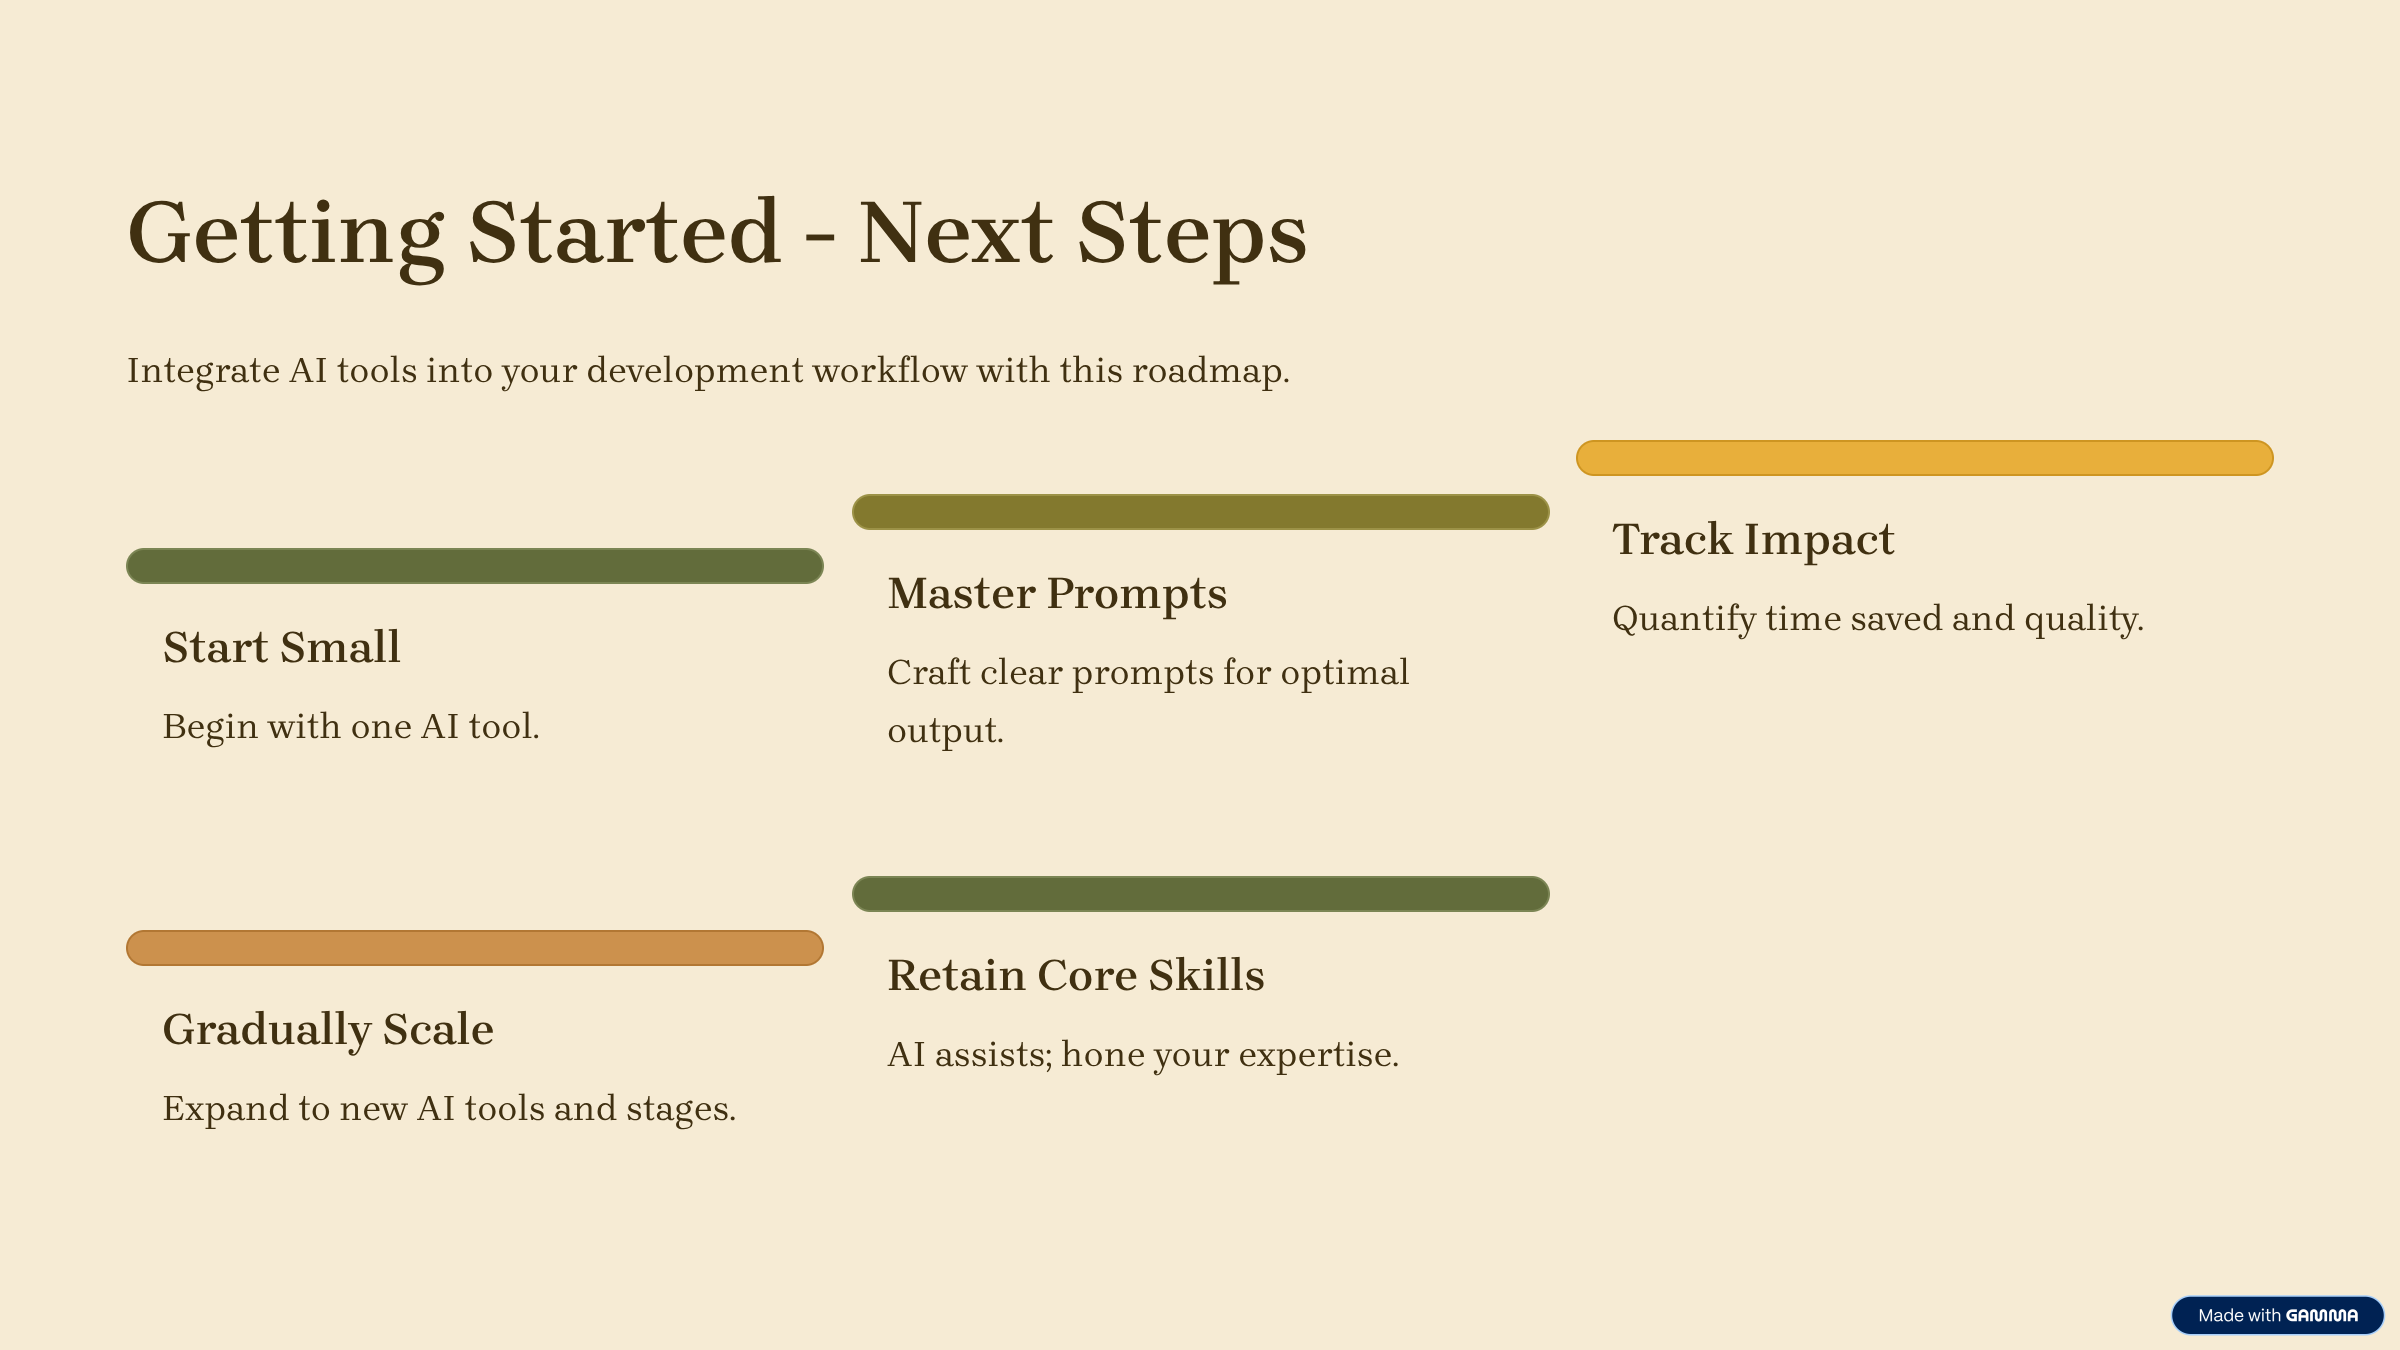 Getting Started - Next Steps
Integrate AI tools into your development workflow with this roadmap.
Start Small
Begin with one AI tool.
Master Prompts
Craft clear prompts for optimal
output.
Track Impact
Quantify time saved and quality.
Gradually Scale
Expand to new AI tools and stages.
Retain Core Skills
AI assists; hone your expertise.
Made with GAMMA